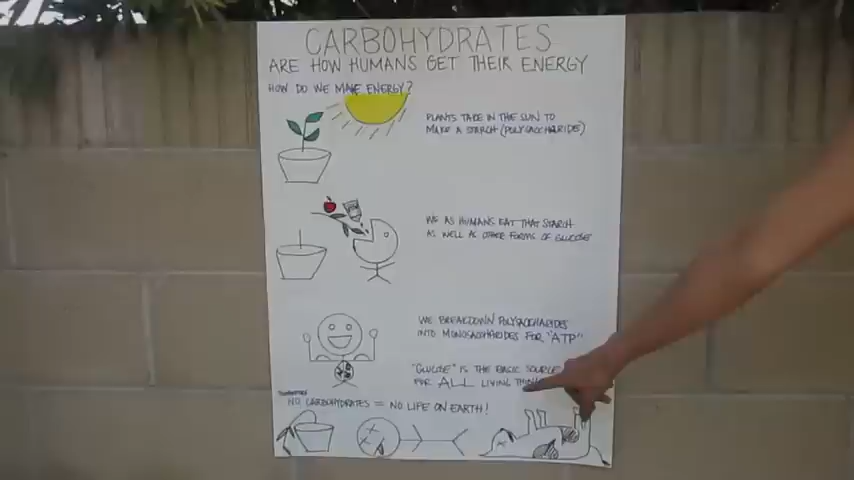 CARBOHYDRATES
ARE HOW HUMANS GET THEIR ENERGY
HOW DO WE MAKE ENERGY?
PLANTS TAKE IN THE SUN TO
MAKE A STARCH (POLYSACCHARIDE)
WE AS HUMANS EAT THAT STARCH
AS WELL AS OTHER FORMS OF GLUCOSE
WE BREAKDOWN POLYSACCHARIDES
INTO MONOSACCHARIDES FOR "ATP"
"GLUCOSE" IS THE BASIC SOURCE
FOR ALL LIVING
NO CARBOHYDRATES = NO LIFE ON EARTH!